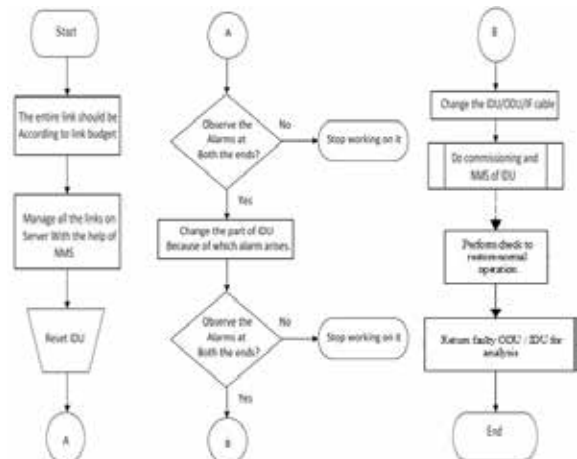 Start
The entire link should be
According to link budget
Manage all the links on
Server With the help of
NMS
Reset IDU
A
A
Observe the
Alarms at
Both the ends?
No
Stop working on it
Yes
Change the part of IDU
Because of which alarm arises.
Observe the
Alarms at
Both the ends?
No
Stop working on it
Yes
B
B
Change the IDU/ODU/IF cable
Do commissioning and
NMS of IDU
Perform check to
restore normal
operation.
Return faulty ODU / IDU for
analysis
End